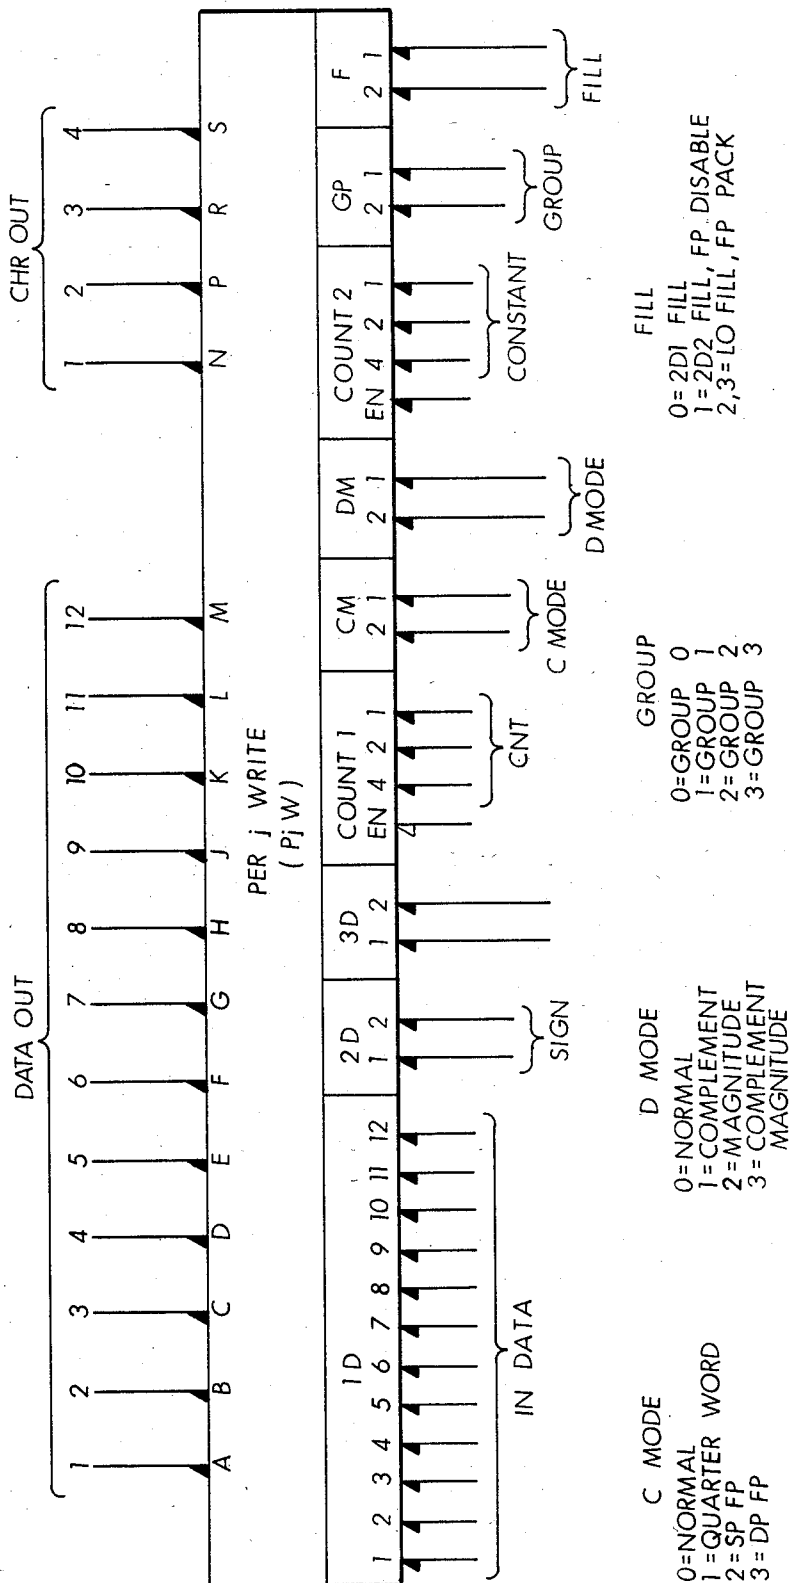 DATA OUT
CHR OUT
1 2 3 4 5 6 7 8 9 10 11 12
1 2 3 4
A B C D E F G H J K L M
N P R S
PER j WRITE
(PjW)
1D
2D
3D
COUNT 1
CM
DM
COUNT 2
GP
F
1 2 3 4 5 6 7 8 9 10 11 12
1 2
1 2
EN 4 2 1
2 1
2 1
EN 4 2 1
2 1
2 1
IN DATA
SIGN
CNT
C MODE
D MODE
CONSTANT
GROUP
FILL
C MODE
0=NORMAL
1=QUARTER WORD
2=SP FP
3=DP FP
D MODE
0=NORMAL
1=COMPLEMENT
2=MAGNITUDE
3=COMPLEMENT
MAGNITUDE
GROUP
0=GROUP 0
1=GROUP 1
2=GROUP 2
3=GROUP 3
FILL
0=2D1 FILL
1=2D2 FILL, FP DISABLE
2,3=LO FILL, FP PACK